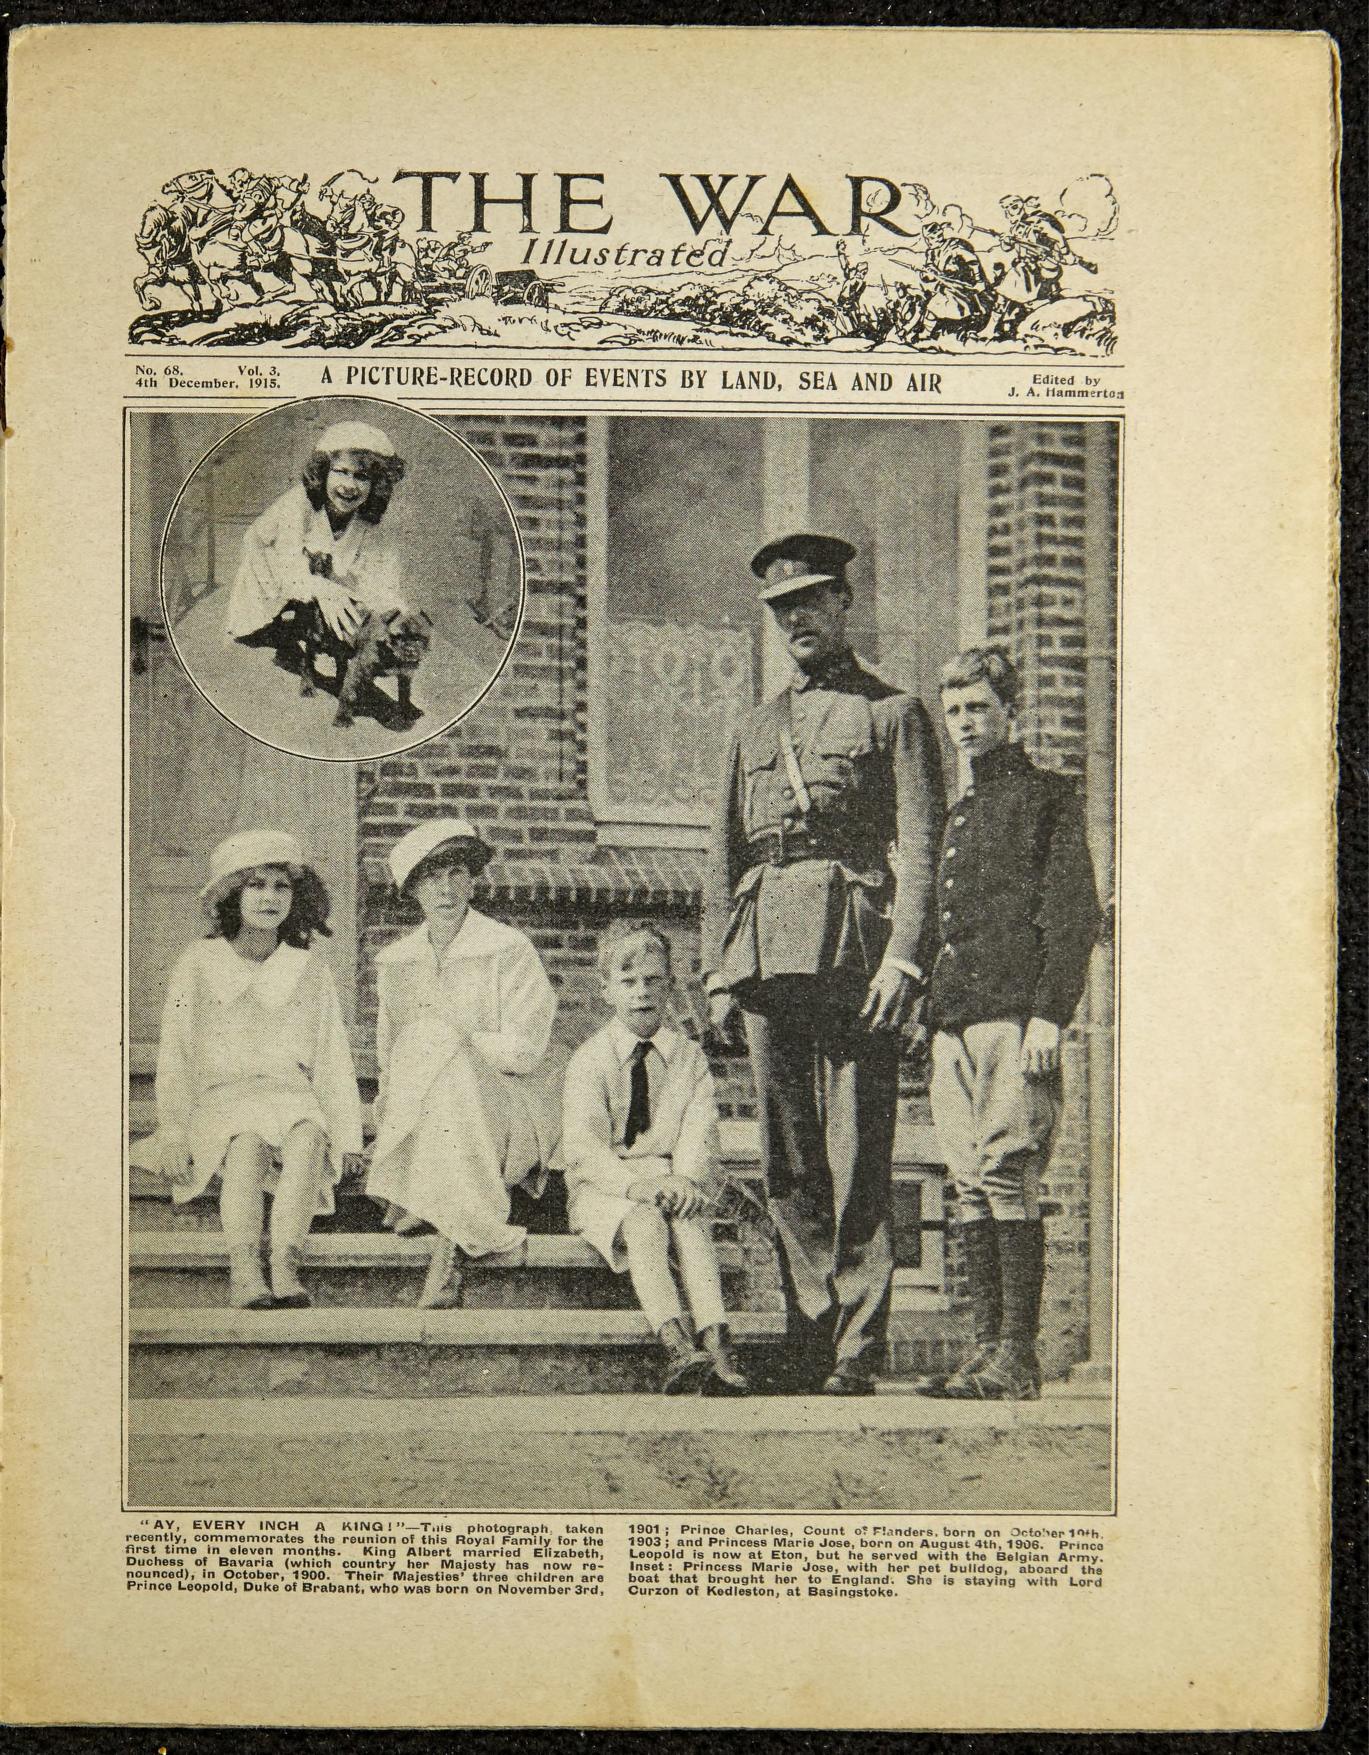 THE WAR
Illustrated
No. 68. Vol. 3.
4th December, 1915.
A PICTURE-RECORD OF EVENTS BY LAND, SEA AND AIR
Edited by
J. A. Hammerton
"AY, EVERY INCH A KING!"—This photograph, taken
recently, commemorates the reunion of this Royal Family for the
first time in eleven months. King Albert married Elizabeth,
Duchess of Bavaria (which country her Majesty has now re-
nounced), in October, 1900. Their Majesties' three children are
Prince Leopold, Duke of Brabant, who was born on November 3rd,
1901; Prince Charles, Count of Flanders, born on October 10th,
1903; and Princess Marie Jose, born on August 4th, 1906. Prince
Leopold is now at Eton, but he served with the Belgian Army.
Inset: Princess Marie Jose, with her pet bulldog, aboard the
boat that brought her to England. She is staying with Lord
Curzon of Kedleston, at Basingstoke.